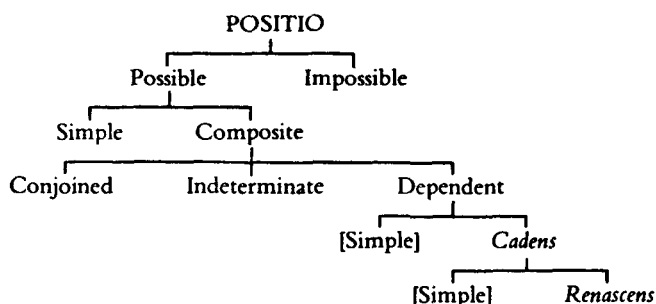 POSITIO
Possible Impossible
Simple Composite
Conjoined Indeterminate Dependent
[Simple] Cadens
[Simple] Renascens